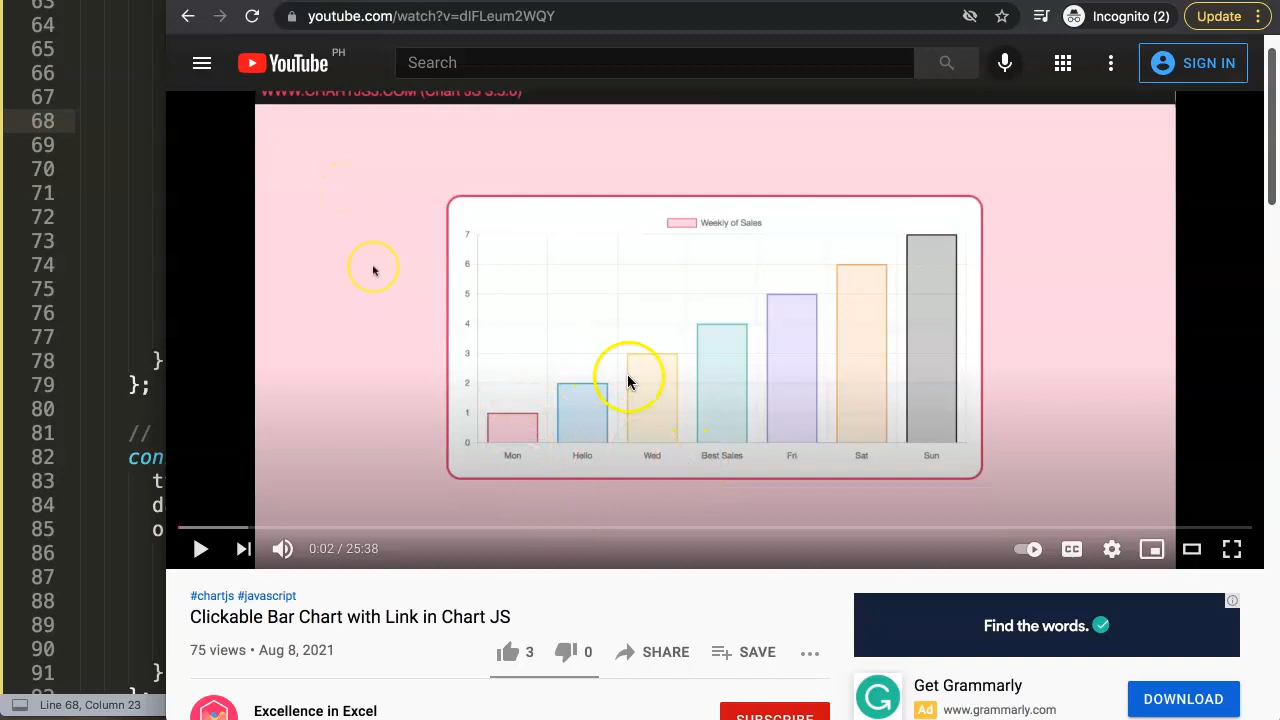 63
64
65
66
67
68
69
70
71
72
73
74
75
76
77
78 }
79 };
80
81 //
82 con
83 t
84 d
85 o
86
87
88
89
90
91 }
Line 68, Column 23
youtube.com/watch?v=dIFLeum2WQY
Incognito (2)
Update
YouTube PH
Search
SIGN IN
WWW.CHARTJS3.COM (Chart JS 3.5.0)
Weekly of Sales
7
6
5
4
3
2
1
0
Mon Hello Wed Best Sales Fri Sat Sun
0:02 / 25:38
CC
#chartjs #javascript
Clickable Bar Chart with Link in Chart JS
75 views • Aug 8, 2021
3 0 SHARE SAVE
Excellence in Excel
SUBSCRIBE
Find the words.
Get Grammarly
Ad www.grammarly.com
DOWNLOAD